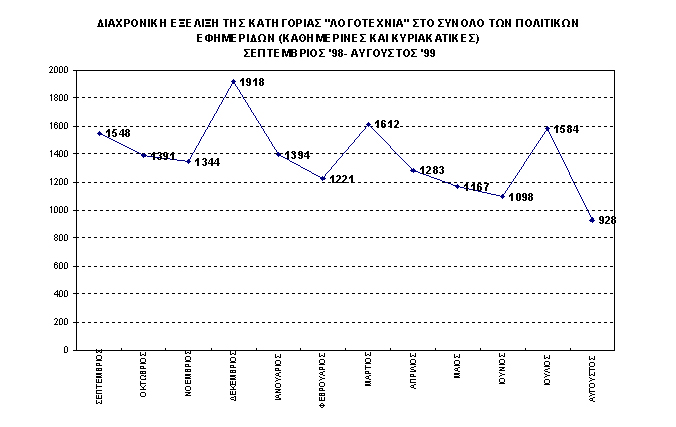 ΔΙΑΧΡΟΝΙΚΗ ΕΞΕΛΙΞΗ ΤΗΣ ΚΑΤΗΓΟΡΙΑΣ "ΛΟΓΟΤΕΧΝΙΑ" ΣΤΟ ΣΥΝΟΛΟ ΤΩΝ ΠΟΛΙΤΙΚΩΝ
ΕΦΗΜΕΡΙΔΩΝ (ΚΑΘΗΜΕΡΙΝΕΣ ΚΑΙ ΚΥΡΙΑΚΑΤΙΚΕΣ)
ΣΕΠΤΕΜΒΡΙΟΣ '98- ΑΥΓΟΥΣΤΟΣ '99
2000
1800
1600
1400
1200
1000
800
600
400
200
0
1548
1391
1344
1918
1394
1221
1612
1283
1167
1098
1584
928
ΣΕΠΤΕΜΒΡΙΟΣ
ΟΚΤΩΒΡΙΟΣ
ΝΟΕΜΒΡΙΟΣ
ΔΕΚΕΜΒΡΙΟΣ
ΙΑΝΟΥΑΡΙΟΣ
ΦΕΒΡΟΥΑΡΙΟΣ
ΜΑΡΤΙΟΣ
ΑΠΡΙΛΙΟΣ
ΜΑΙΟΣ
ΙΟΥΝΙΟΣ
ΙΟΥΛΙΟΣ
ΑΥΓΟΥΣΤΟΣ